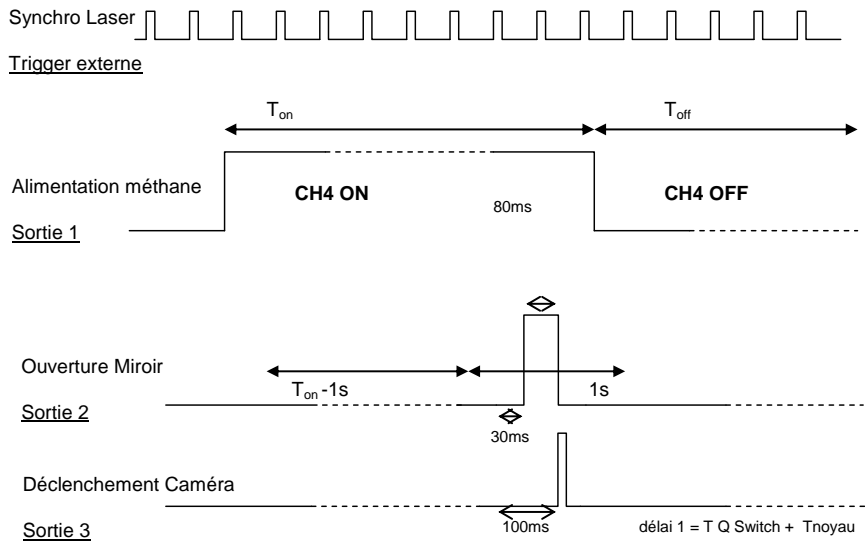 Synchro Laser
Trigger externe
Ton
Toff
Alimentation méthane
CH4 ON
CH4 OFF
80ms
Sortie 1
Ouverture Miroir
Ton -1s
1s
Sortie 2
30ms
Déclenchement Caméra
100ms
délai 1 = T Q Switch + Tnoyau
Sortie 3